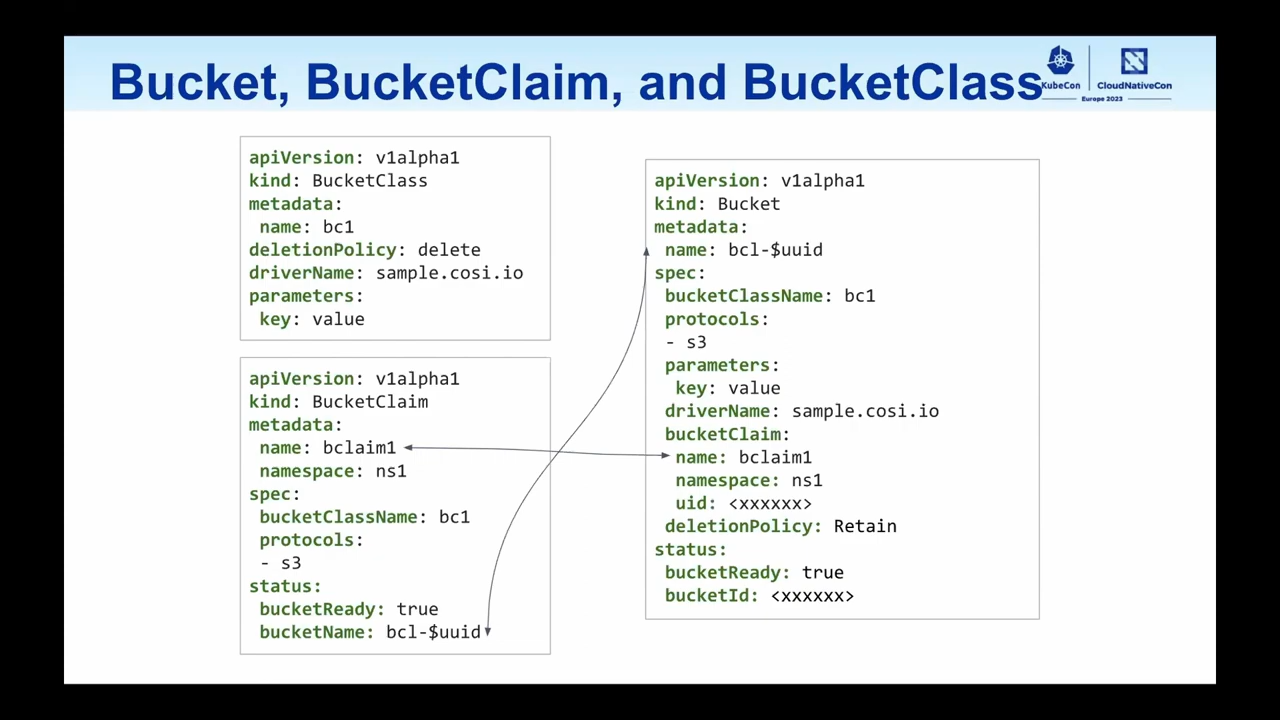 Bucket, BucketClaim, and BucketClass
KubeCon
CloudNativeCon
Europe 2023
apiVersion: v1alpha1
kind: BucketClass
metadata:
name: bc1
deletionPolicy: delete
driverName: sample.cosi.io
parameters:
key: value
apiVersion: v1alpha1
kind: BucketClaim
metadata:
name: bclaim1
namespace: ns1
spec:
bucketClassName: bc1
protocols:
- s3
status:
bucketReady: true
bucketName: bcl-$uuid
apiVersion: v1alpha1
kind: Bucket
metadata:
name: bcl-$uuid
spec:
bucketClassName: bc1
protocols:
- s3
parameters:
key: value
driverName: sample.cosi.io
bucketClaim:
name: bclaim1
namespace: ns1
uid: <xxxxxx>
deletionPolicy: Retain
status:
bucketReady: true
bucketId: <xxxxxx>